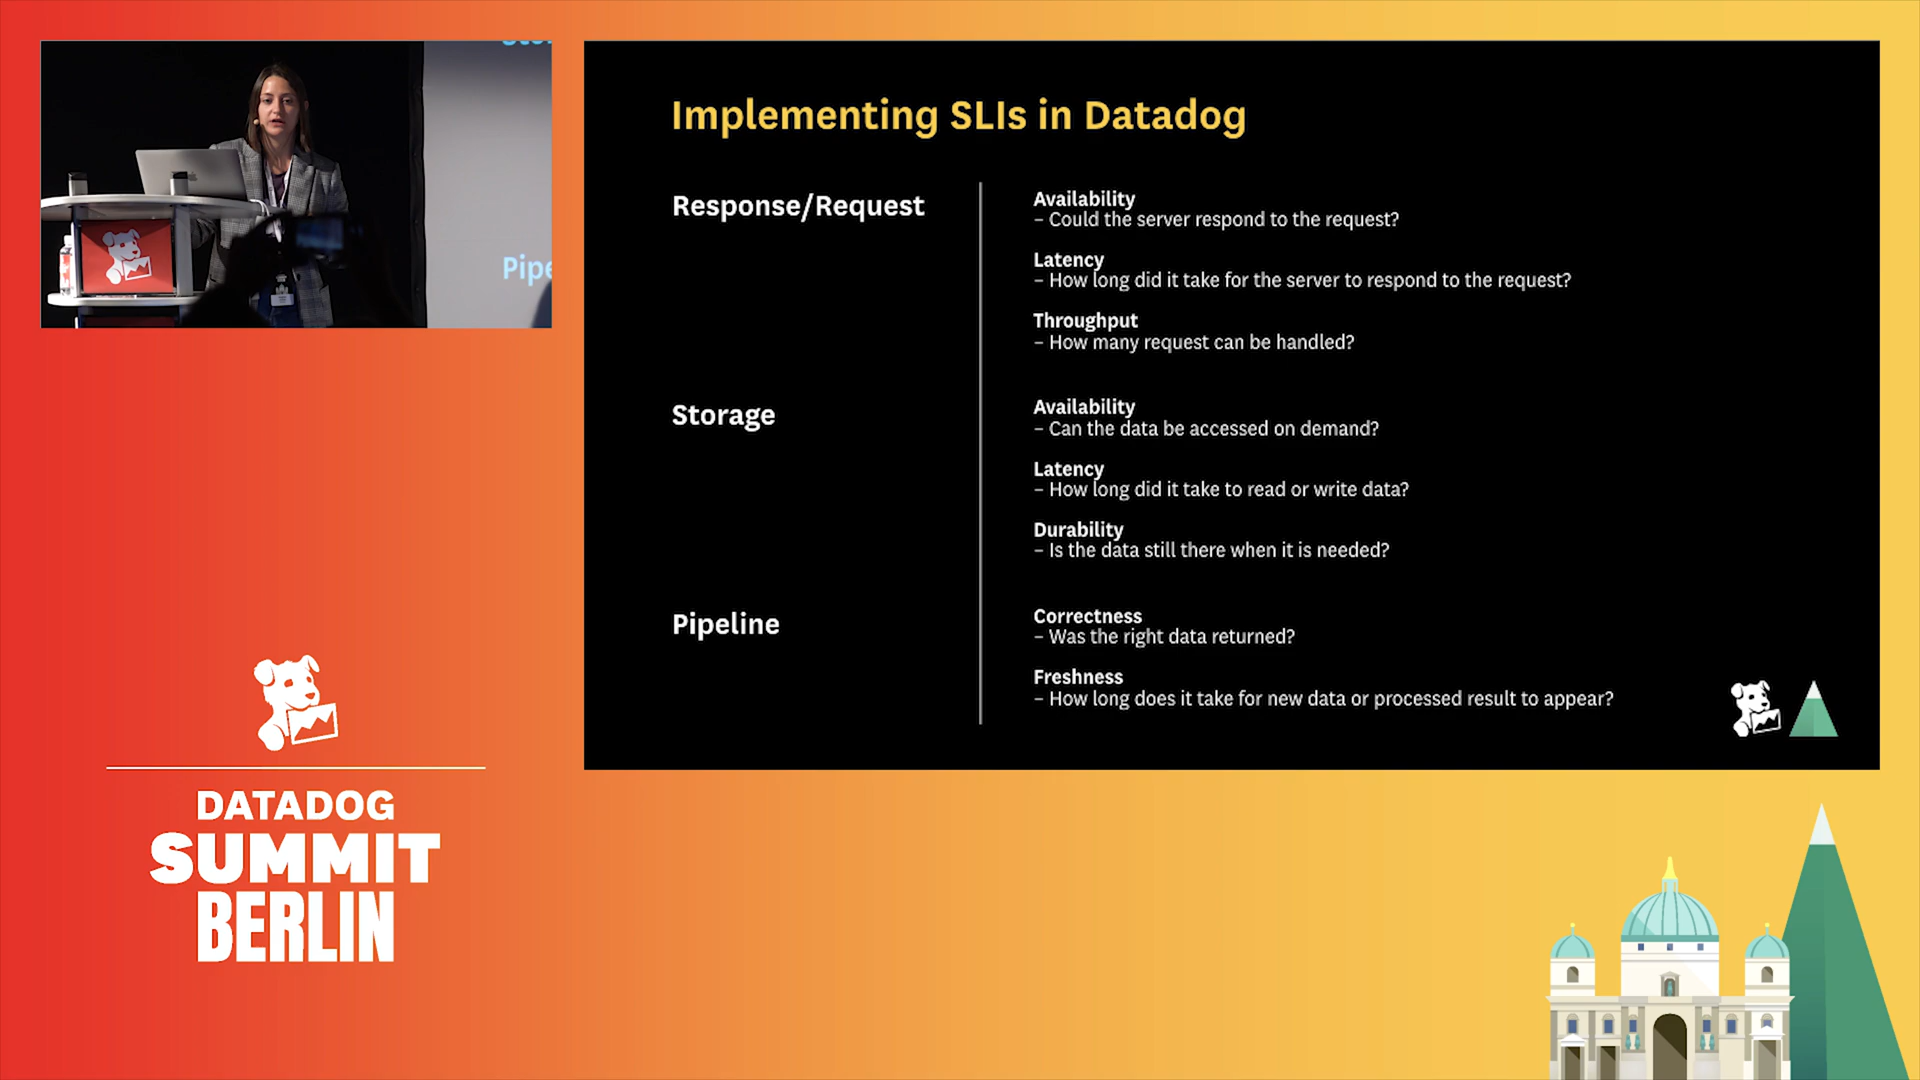 Implementing SLIs in Datadog
Response/Request
Availability
– Could the server respond to the request?
Latency
– How long did it take for the server to respond to the request?
Throughput
– How many request can be handled?
Storage
Availability
– Can the data be accessed on demand?
Latency
– How long did it take to read or write data?
Durability
– Is the data still there when it is needed?
Pipeline
Correctness
– Was the right data returned?
Freshness
– How long does it take for new data or processed result to appear?
DATADOG
SUMMIT
BERLIN